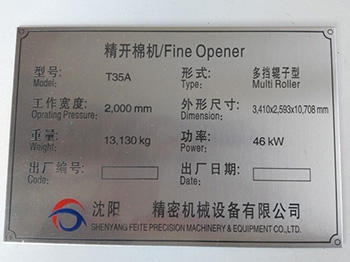 精开棉机/Fine Opener
型号: T35A 形式: 多挡辊子型
Model: Type: Multi Roller
工作宽度: 2,000 mm 外形尺寸: 3,410x2,593x10,708 mm
Oprating Pressure: Dimension:
重量: 13,130 kg 功率: 46 kW
Weight: Power:
出厂编号: 出厂日期:
Code: Date:
沈阳 精密机械设备有限公司
SHENYANG FEITE PRECISION MACHINERY & EQUIPMENT CO.,LTD.